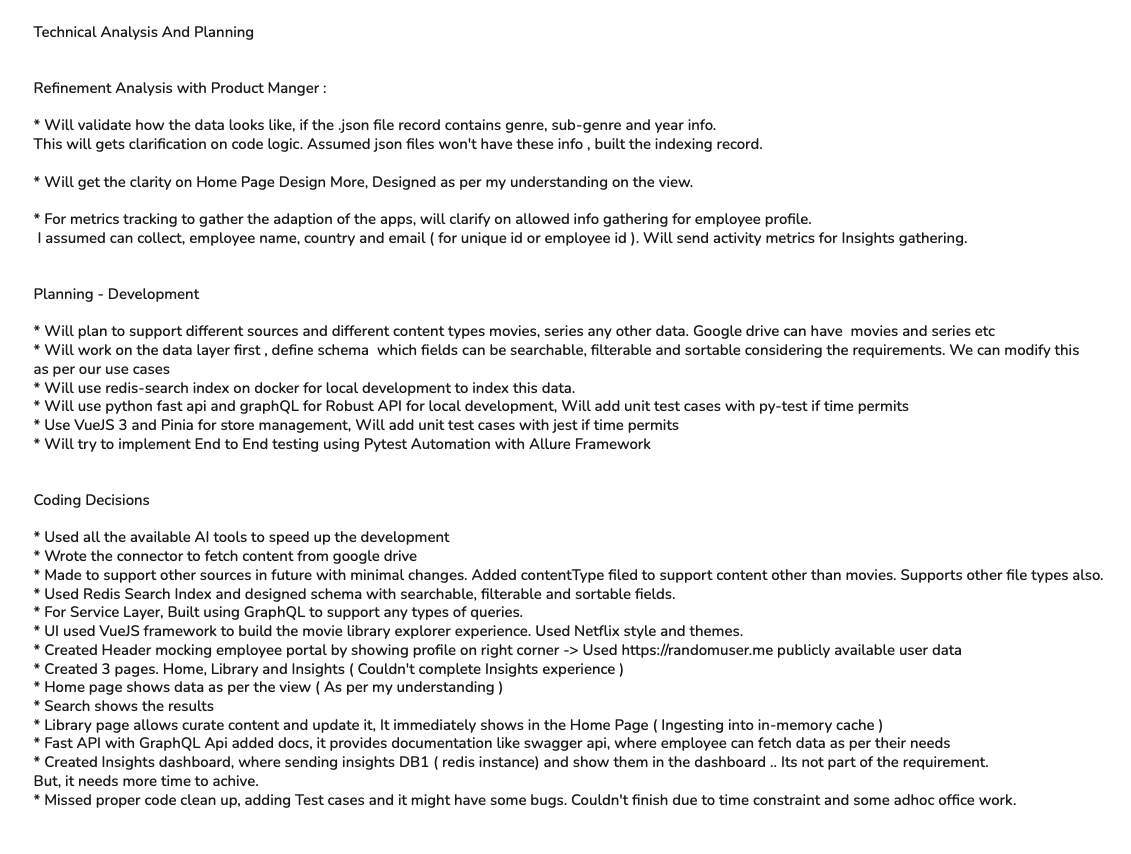 Technical Analysis And Planning
Refinement Analysis with Product Manger :
* Will validate how the data looks like, if the .json file record contains genre, sub-genre and year info.
This will gets clarification on code logic. Assumed json files won't have these info , built the indexing record.
* Will get the clarity on Home Page Design More, Designed as per my understanding on the view.
* For metrics tracking to gather the adaption of the apps, will clarify on allowed info gathering for employee profile.
I assumed can collect, employee name, country and email ( for unique id or employee id ). Will send activity metrics for Insights gathering.
Planning - Development
* Will plan to support different sources and different content types movies, series any other data. Google drive can have  movies and series etc
* Will work on the data layer first , define schema  which fields can be searchable, filterable and sortable considering the requirements. We can modify this
as per our use cases
* Will use redis-search index on docker for local development to index this data.
* Will use python fast api and graphQL for Robust API for local development, Will add unit test cases with py-test if time permits
* Use VueJS 3 and Pinia for store management, Will add unit test cases with jest if time permits
* Will try to implement End to End testing using Pytest Automation with Allure Framework
Coding Decisions
* Used all the available AI tools to speed up the development
* Wrote the connector to fetch content from google drive
* Made to support other sources in future with minimal changes. Added contentType filed to support content other than movies. Supports other file types also.
* Used Redis Search Index and designed schema with searchable, filterable and sortable fields.
* For Service Layer, Built using GraphQL to support any types of queries.
* UI used VueJS framework to build the movie library explorer experience. Used Netflix style and themes.
* Created Header mocking employee portal by showing profile on right corner -> Used https://randomuser.me publicly available user data
* Created 3 pages. Home, Library and Insights ( Couldn't complete Insights experience )
* Home page shows data as per the view ( As per my understanding )
* Search shows the results
* Library page allows curate content and update it, It immediately shows in the Home Page ( Ingesting into in-memory cache )
* Fast API with GraphQL Api added docs, it provides documentation like swagger api, where employee can fetch data as per their needs
* Created Insights dashboard, where sending insights DB1 ( redis instance) and show them in the dashboard .. Its not part of the requirement.
But, it needs more time to achive.
* Missed proper code clean up, adding Test cases and it might have some bugs. Couldn't finish due to time constraint and some adhoc office work.